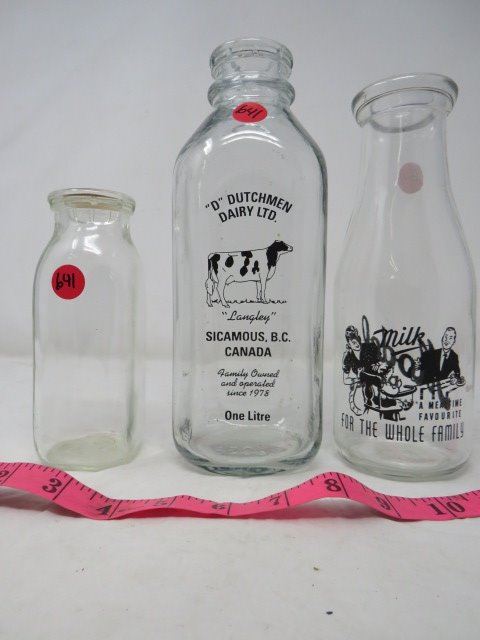 641
641
"D" DUTCHMEN
DAIRY LTD.
"Langley"
SICAMOUS, B.C.
CANADA
Family Owned
and operated
since 1978
One Litre
Milk
A MEALTIME
FAVOURITE
FOR THE WHOLE FAMILY
3 4 5 6 7 8 9 10